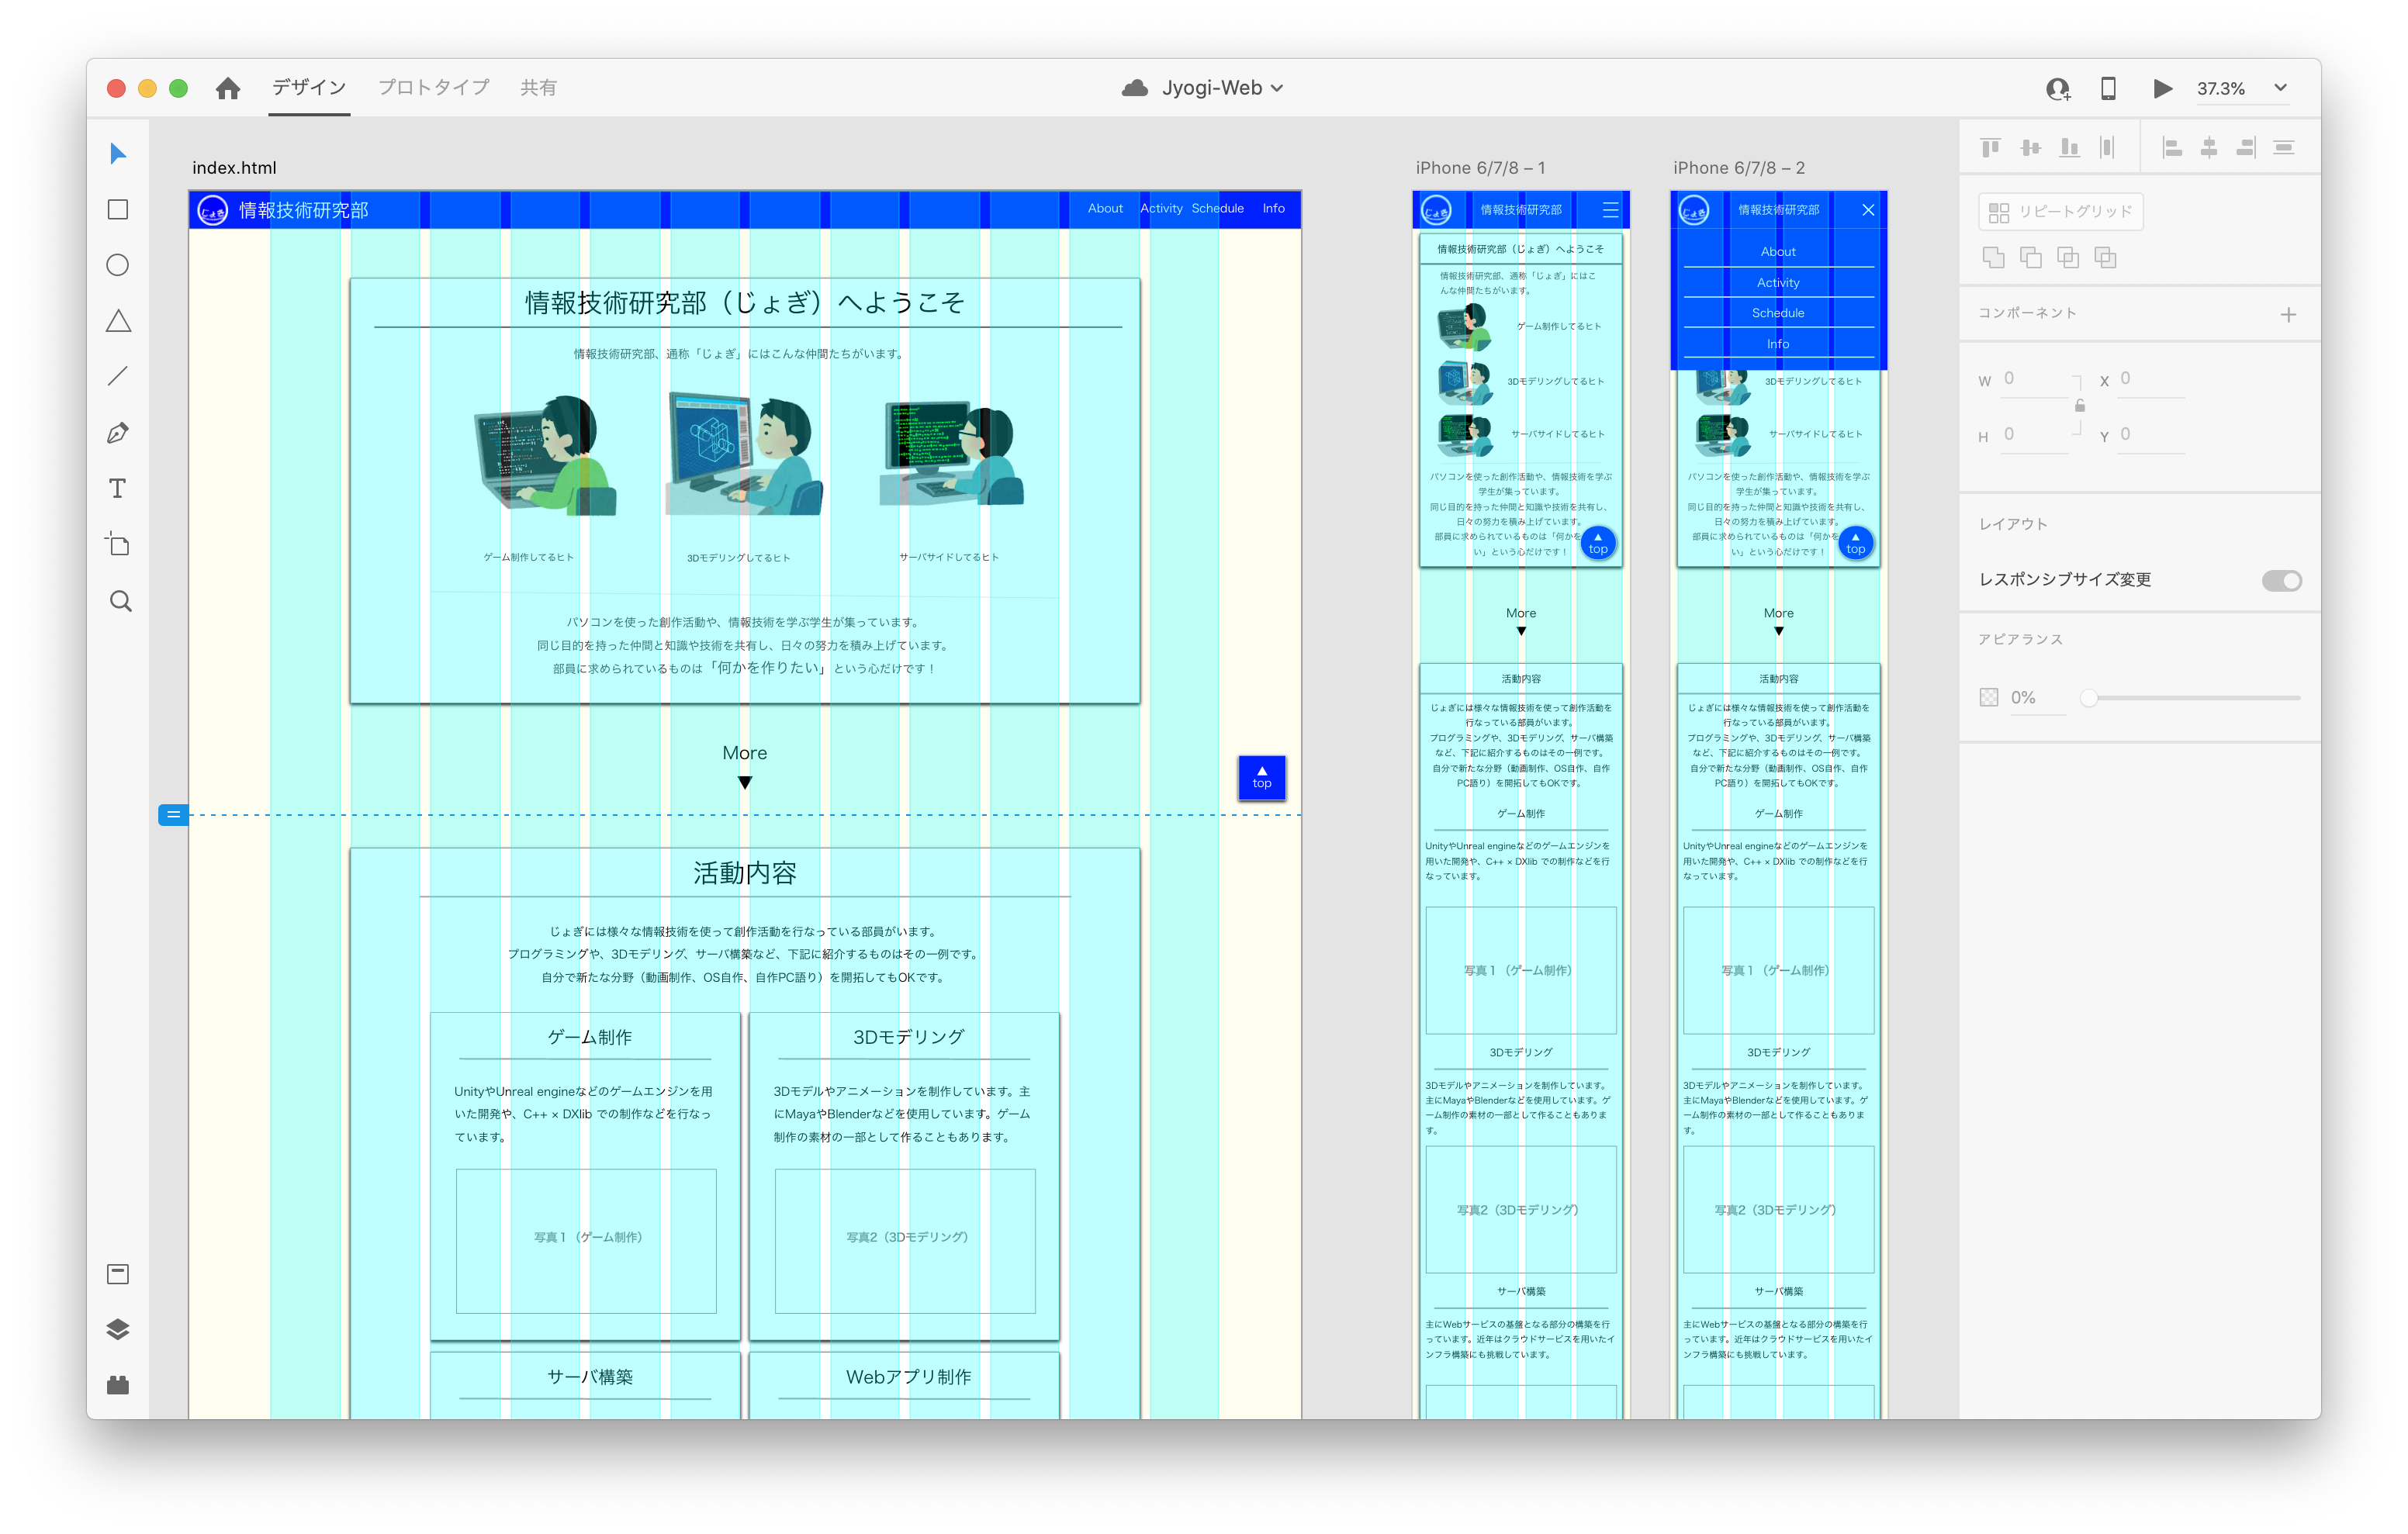 デザイン
プロトタイプ
共有
Jyogi-Web
37.3%
index.html
情報技術研究部
About
Activity
Schedule
Info
情報技術研究部（じょぎ）へようこそ
情報技術研究部、通称「じょぎ」にはこんな仲間たちがいます。
ゲーム制作してるヒト
3Dモデリングしてるヒト
サーバサイドしてるヒト
パソコンを使った創作活動や、情報技術を学ぶ学生が集っています。
同じ目的を持った仲間と知識や技術を共有し、日々の努力を積み上げています。
部員に求められているものは「何かを作りたい」という心だけです！
More
▼
▲
top
活動内容
じょぎには様々な情報技術を使って創作活動を行なっている部員がいます。
プログラミングや、3Dモデリング、サーバ構築など、下記に紹介するものはその一例です。
自分で新たな分野（動画制作、OS自作、自作PC語り）を開拓してもOKです。
ゲーム制作
UnityやUnreal engineなどのゲームエンジンを用
いた開発や、C++ × DXlib での制作などを行なっ
ています。
写真１（ゲーム制作）
3Dモデリング
3Dモデルやアニメーションを制作しています。主
にMayaやBlenderなどを使用しています。ゲーム
制作の素材の一部として作ることもあります。
写真2（3Dモデリング）
サーバ構築
Webアプリ制作
iPhone 6/7/8 – 1
じょぎ
情報技術研究部
情報技術研究部（じょぎ）へようこそ
情報技術研究部、通称「じょぎ」にはこ
んな仲間たちがいます。
ゲーム制作してるヒト
3Dモデリングしてるヒト
サーバサイドしてるヒト
パソコンを使った創作活動や、情報技術を学ぶ
学生が集っています。
同じ目的を持った仲間と知識や技術を共有し、
日々の努力を積み上げています。
部員に求められているものは「何かを
い」という心だけです！
▲
top
More
▼
活動内容
じょぎには様々な情報技術を使って創作活動を
行なっている部員がいます。
プログラミングや、3Dモデリング、サーバ構築
など、下記に紹介するものはその一例です。
自分で新たな分野（動画制作、OS自作、自作
PC語り）を開拓してもOKです。
ゲーム制作
UnityやUnreal engineなどのゲームエンジンを
用いた開発や、C++ × DXlib での制作などを行
なっています。
写真１（ゲーム制作）
3Dモデリング
3Dモデルやアニメーションを制作しています。
主にMayaやBlenderなどを使用しています。ゲ
ーム制作の素材の一部として作ることもありま
す。
写真2（3Dモデリング）
サーバ構築
主にWebサービスの基盤となる部分の構築を行
っています。近年はクラウドサービスを用いたイ
ンフラ構築にも挑戦しています。
iPhone 6/7/8 – 2
じょぎ
情報技術研究部
About
Activity
Schedule
Info
3Dモデリングしてるヒト
サーバサイドしてるヒト
パソコンを使った創作活動や、情報技術を学ぶ
学生が集っています。
同じ目的を持った仲間と知識や技術を共有し、
日々の努力を積み上げています。
部員に求められているものは「何かを
い」という心だけです！
▲
top
More
▼
活動内容
じょぎには様々な情報技術を使って創作活動を
行なっている部員がいます。
プログラミングや、3Dモデリング、サーバ構築
など、下記に紹介するものはその一例です。
自分で新たな分野（動画制作、OS自作、自作
PC語り）を開拓してもOKです。
ゲーム制作
UnityやUnreal engineなどのゲームエンジンを
用いた開発や、C++ × DXlib での制作などを行
なっています。
写真１（ゲーム制作）
3Dモデリング
3Dモデルやアニメーションを制作しています。
主にMayaやBlenderなどを使用しています。ゲ
ーム制作の素材の一部として作ることもありま
す。
写真2（3Dモデリング）
サーバ構築
主にWebサービスの基盤となる部分の構築を行
っています。近年はクラウドサービスを用いたイ
ンフラ構築にも挑戦しています。
リピートグリッド
コンポーネント
W 0 X 0
H 0 Y 0
レイアウト
レスポンシブサイズ変更
アピアランス
0%